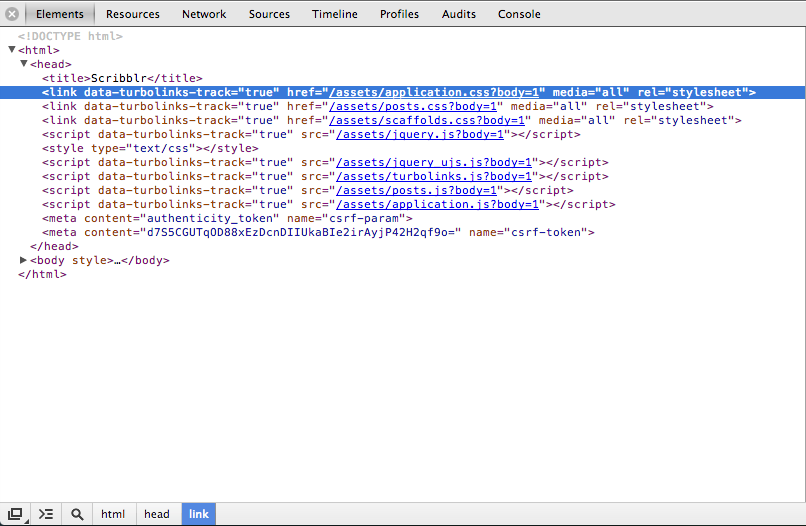 Elements Resources Network Sources Timeline Profiles Audits Console
<!DOCTYPE html>
<html>
<head>
<title>Scribblr</title>
<link data-turbolinks-track="true" href="/assets/application.css?body=1" media="all" rel="stylesheet">
<link data-turbolinks-track="true" href="/assets/posts.css?body=1" media="all" rel="stylesheet">
<link data-turbolinks-track="true" href="/assets/scaffolds.css?body=1" media="all" rel="stylesheet">
<script data-turbolinks-track="true" src="/assets/jquery.js?body=1"></script>
<style type="text/css"></style>
<script data-turbolinks-track="true" src="/assets/jquery_ujs.js?body=1"></script>
<script data-turbolinks-track="true" src="/assets/turbolinks.js?body=1"></script>
<script data-turbolinks-track="true" src="/assets/posts.js?body=1"></script>
<script data-turbolinks-track="true" src="/assets/application.js?body=1"></script>
<meta content="authenticity_token" name="csrf-param">
<meta content="d7S5CGUTqOD88xEzDcnDIIUkaBIe2irAyjP42H2qf9o=" name="csrf-token">
</head>
<body style>…</body>
</html>
html head link